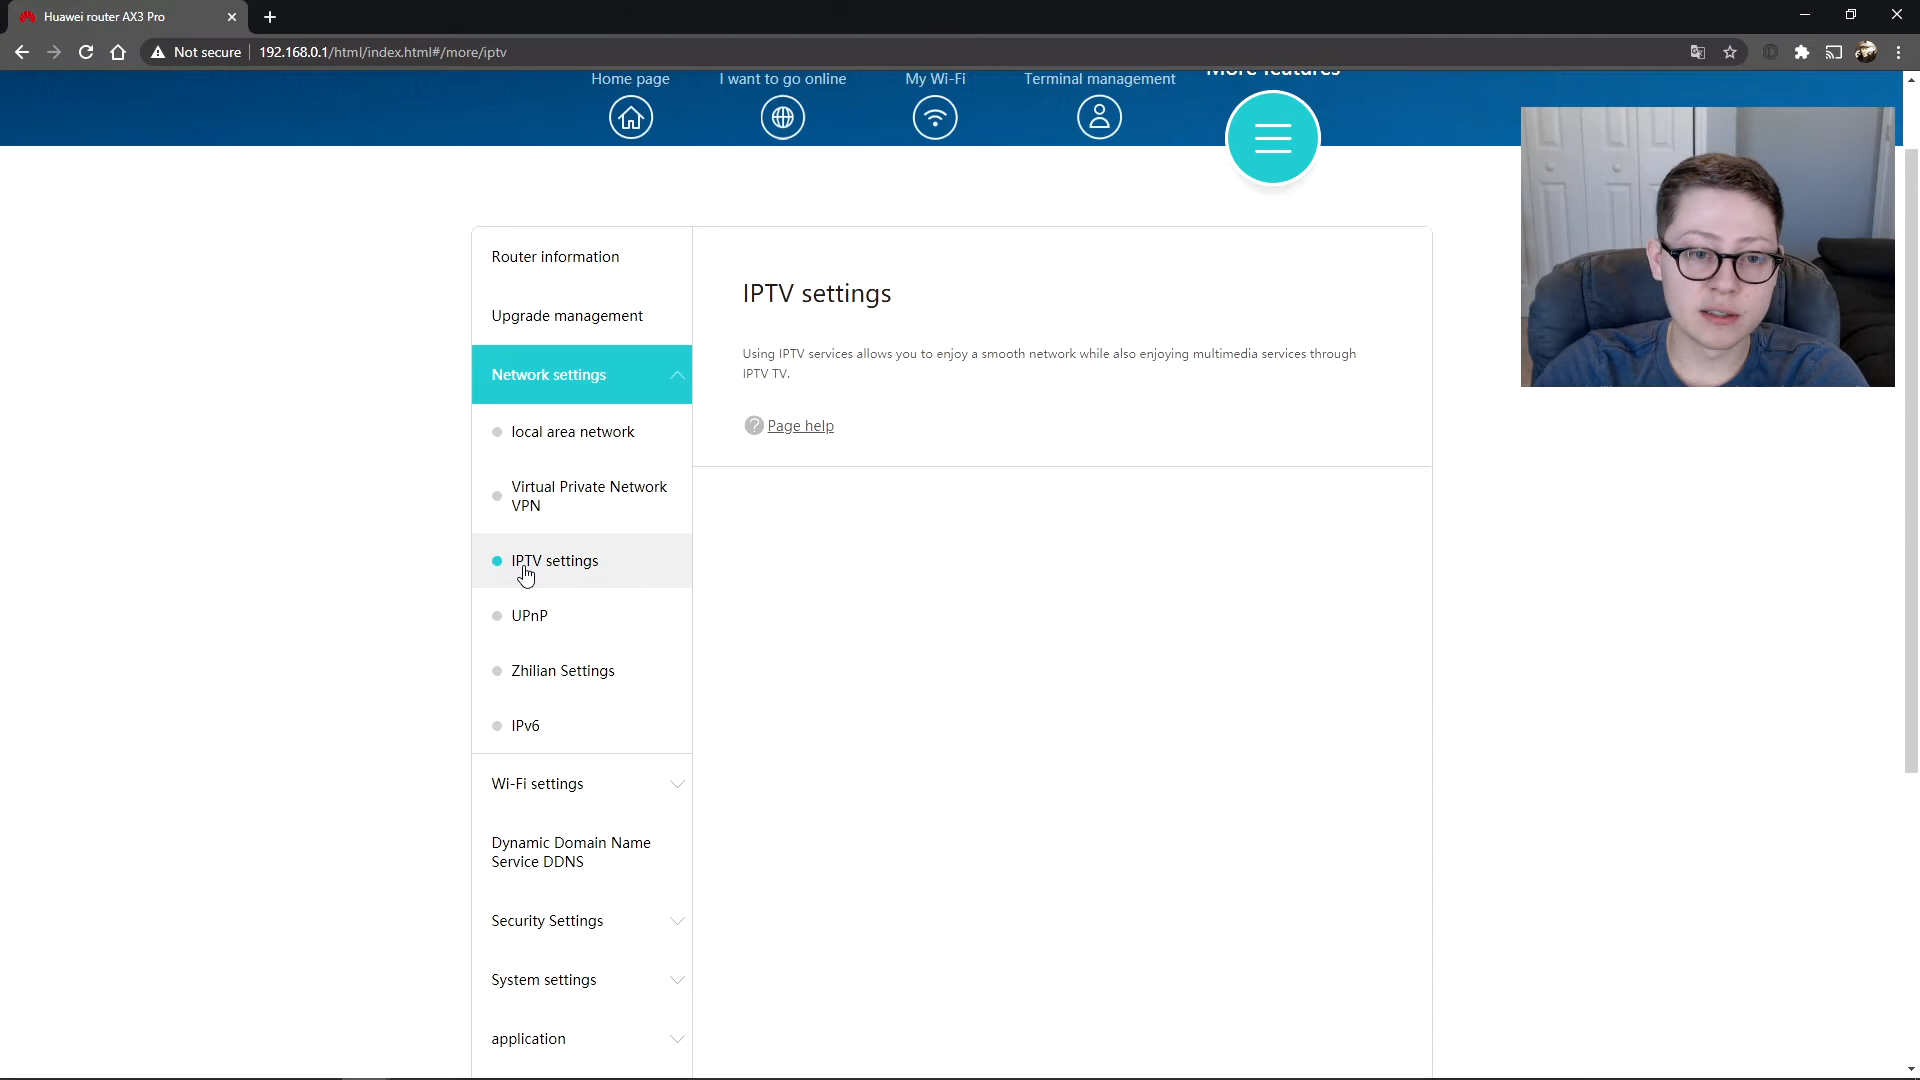 Huawei router AX3 Pro
Not secure
192.168.0.1/html/index.html#/more/iptv
Home page
I want to go online
My Wi-Fi
Terminal management
More features
Router information
Upgrade management
Network settings
local area network
Virtual Private Network
VPN
IPTV settings
UPnP
Zhilian Settings
IPv6
Wi-Fi settings
Dynamic Domain Name
Service DDNS
Security Settings
System settings
application
IPTV settings
Using IPTV services allows you to enjoy a smooth network while also enjoying multimedia services through
IPTV TV.
? Page help